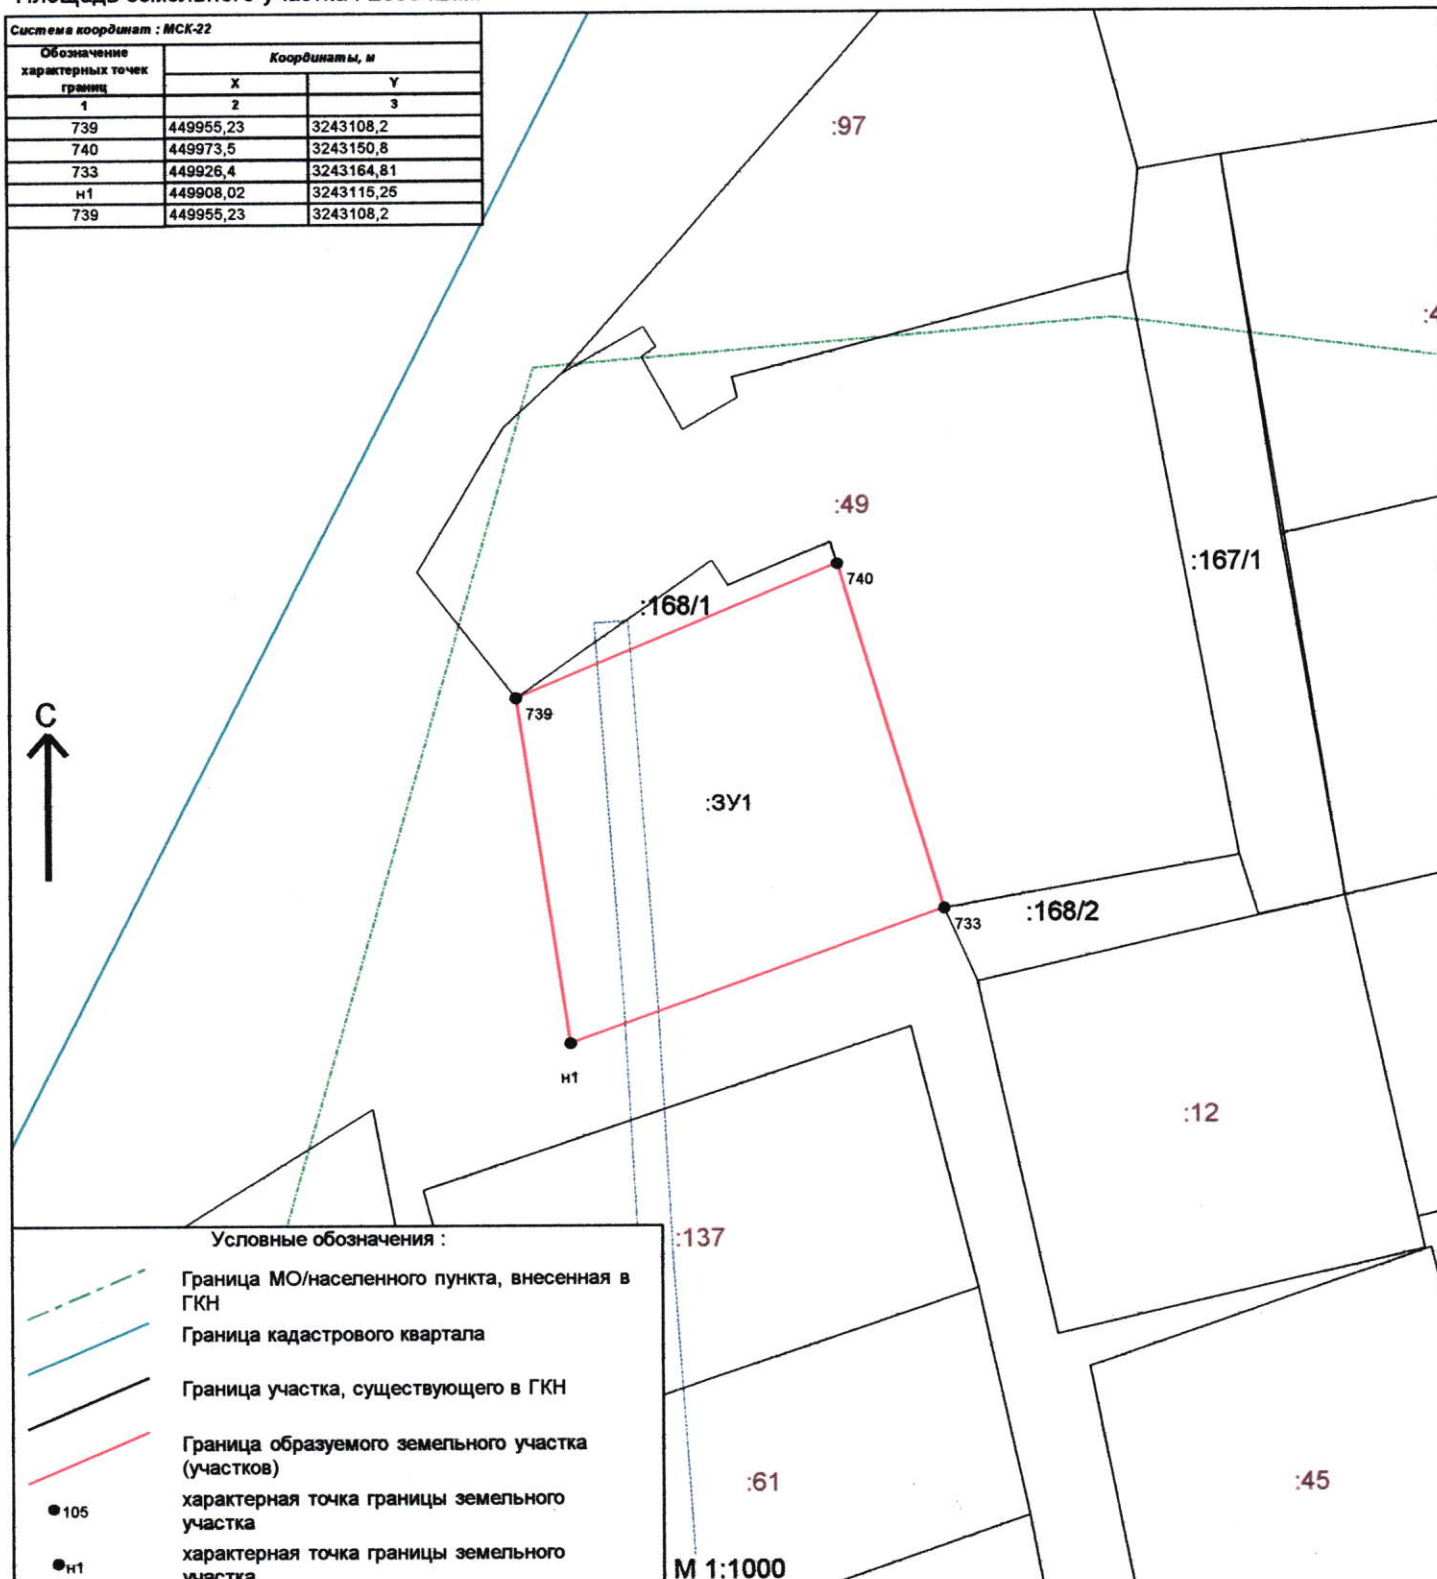 Система координат : МСК-22
Обозначение характерных точек границ Координаты, м
X Y
1 2 3
739 449955,23 3243108,2
740 449973,5 3243150,8
733 449926,4 3243164,81
н1 449908,02 3243115,25
739 449955,23 3243108,2
:97
:4
:49
740
:167/1
:168/1
С
739
:ЗУ1
733
:168/2
н1
:12
:137
Условные обозначения :
Граница МО/населенного пункта, внесенная в
ГКН
Граница кадастрового квартала
Граница участка, существующего в ГКН
Граница образуемого земельного участка
(участков)
:61
:45
105
характерная точка границы земельного
участка
н1
характерная точка границы земельного
участка
М 1:1000